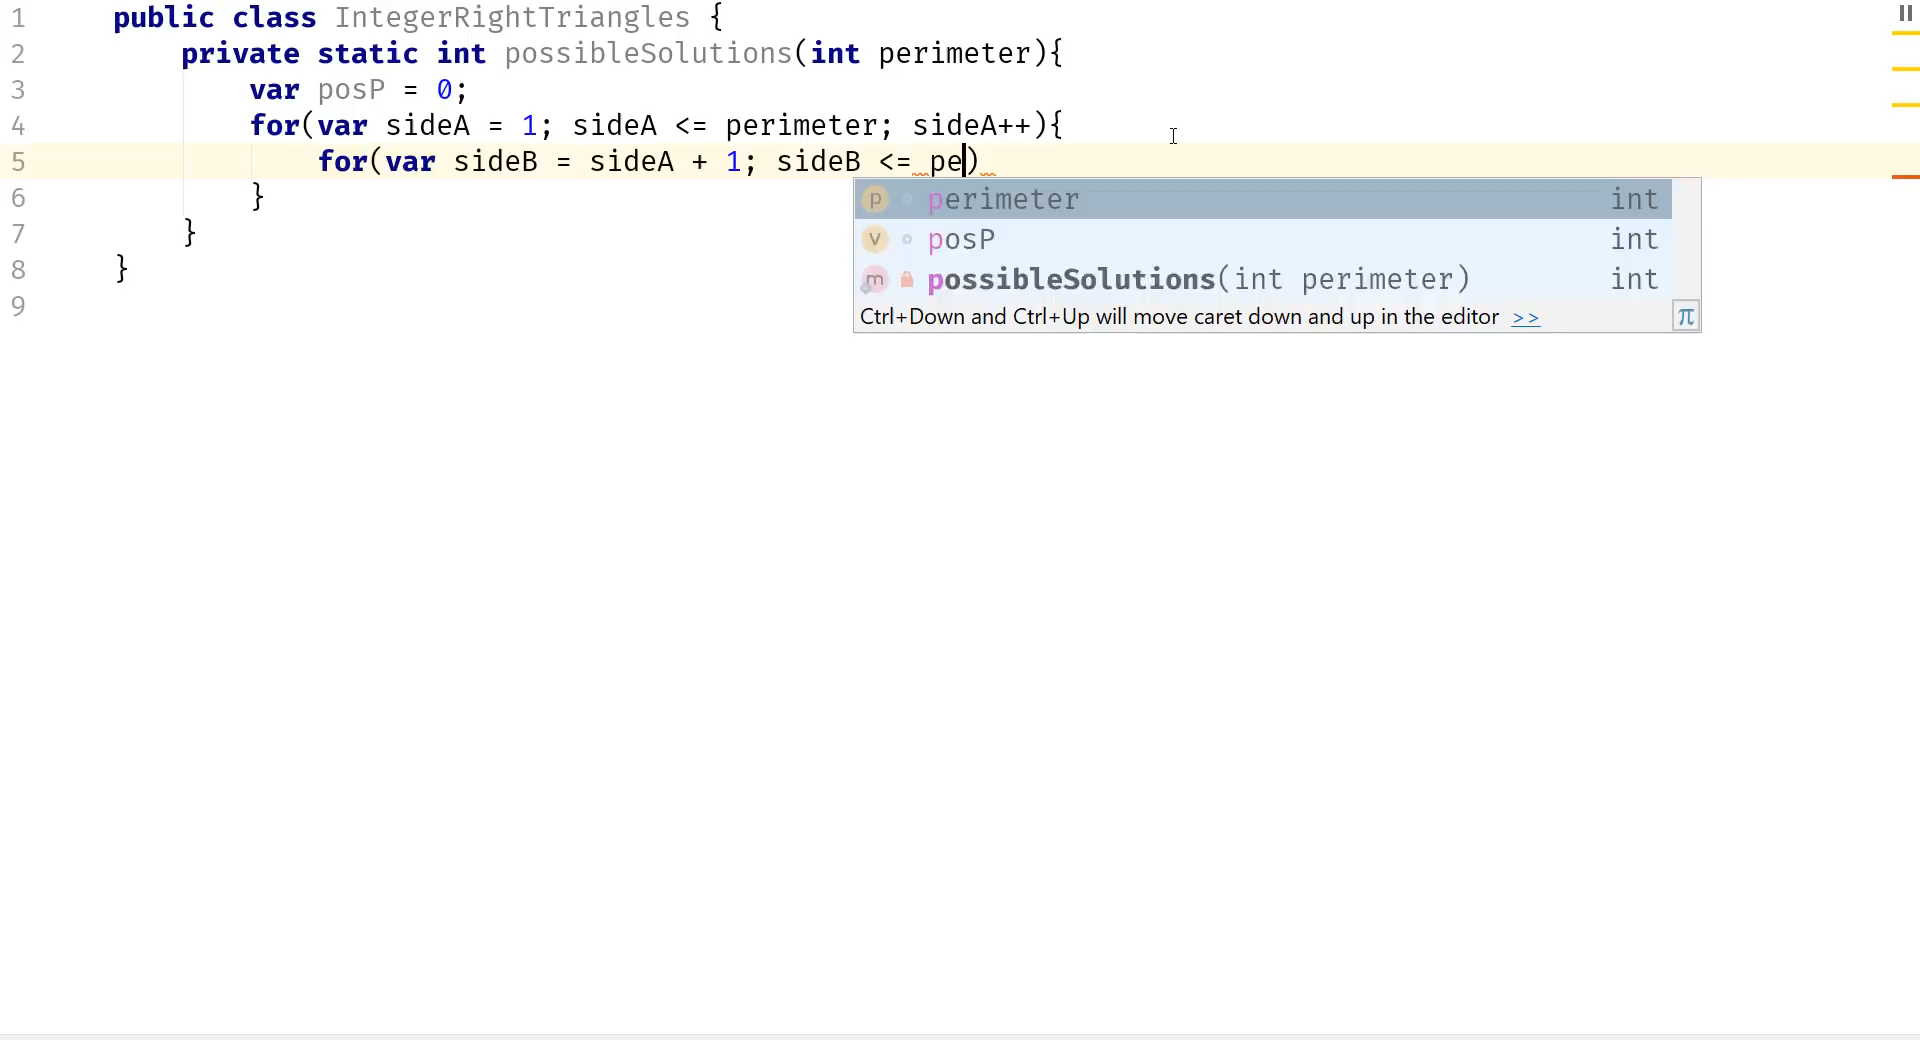 1 public class IntegerRightTriangles {
2 private static int possibleSolutions(int perimeter){
3 var posP = 0;
4 for(var sideA = 1; sideA <= perimeter; sideA++){
5 for(var sideB = sideA + 1; sideB <= pe)
6 }
7 }
8 }
9
p perimeter int
v posP int
m possibleSolutions(int perimeter) int
Ctrl+Down and Ctrl+Up will move caret down and up in the editor >> π